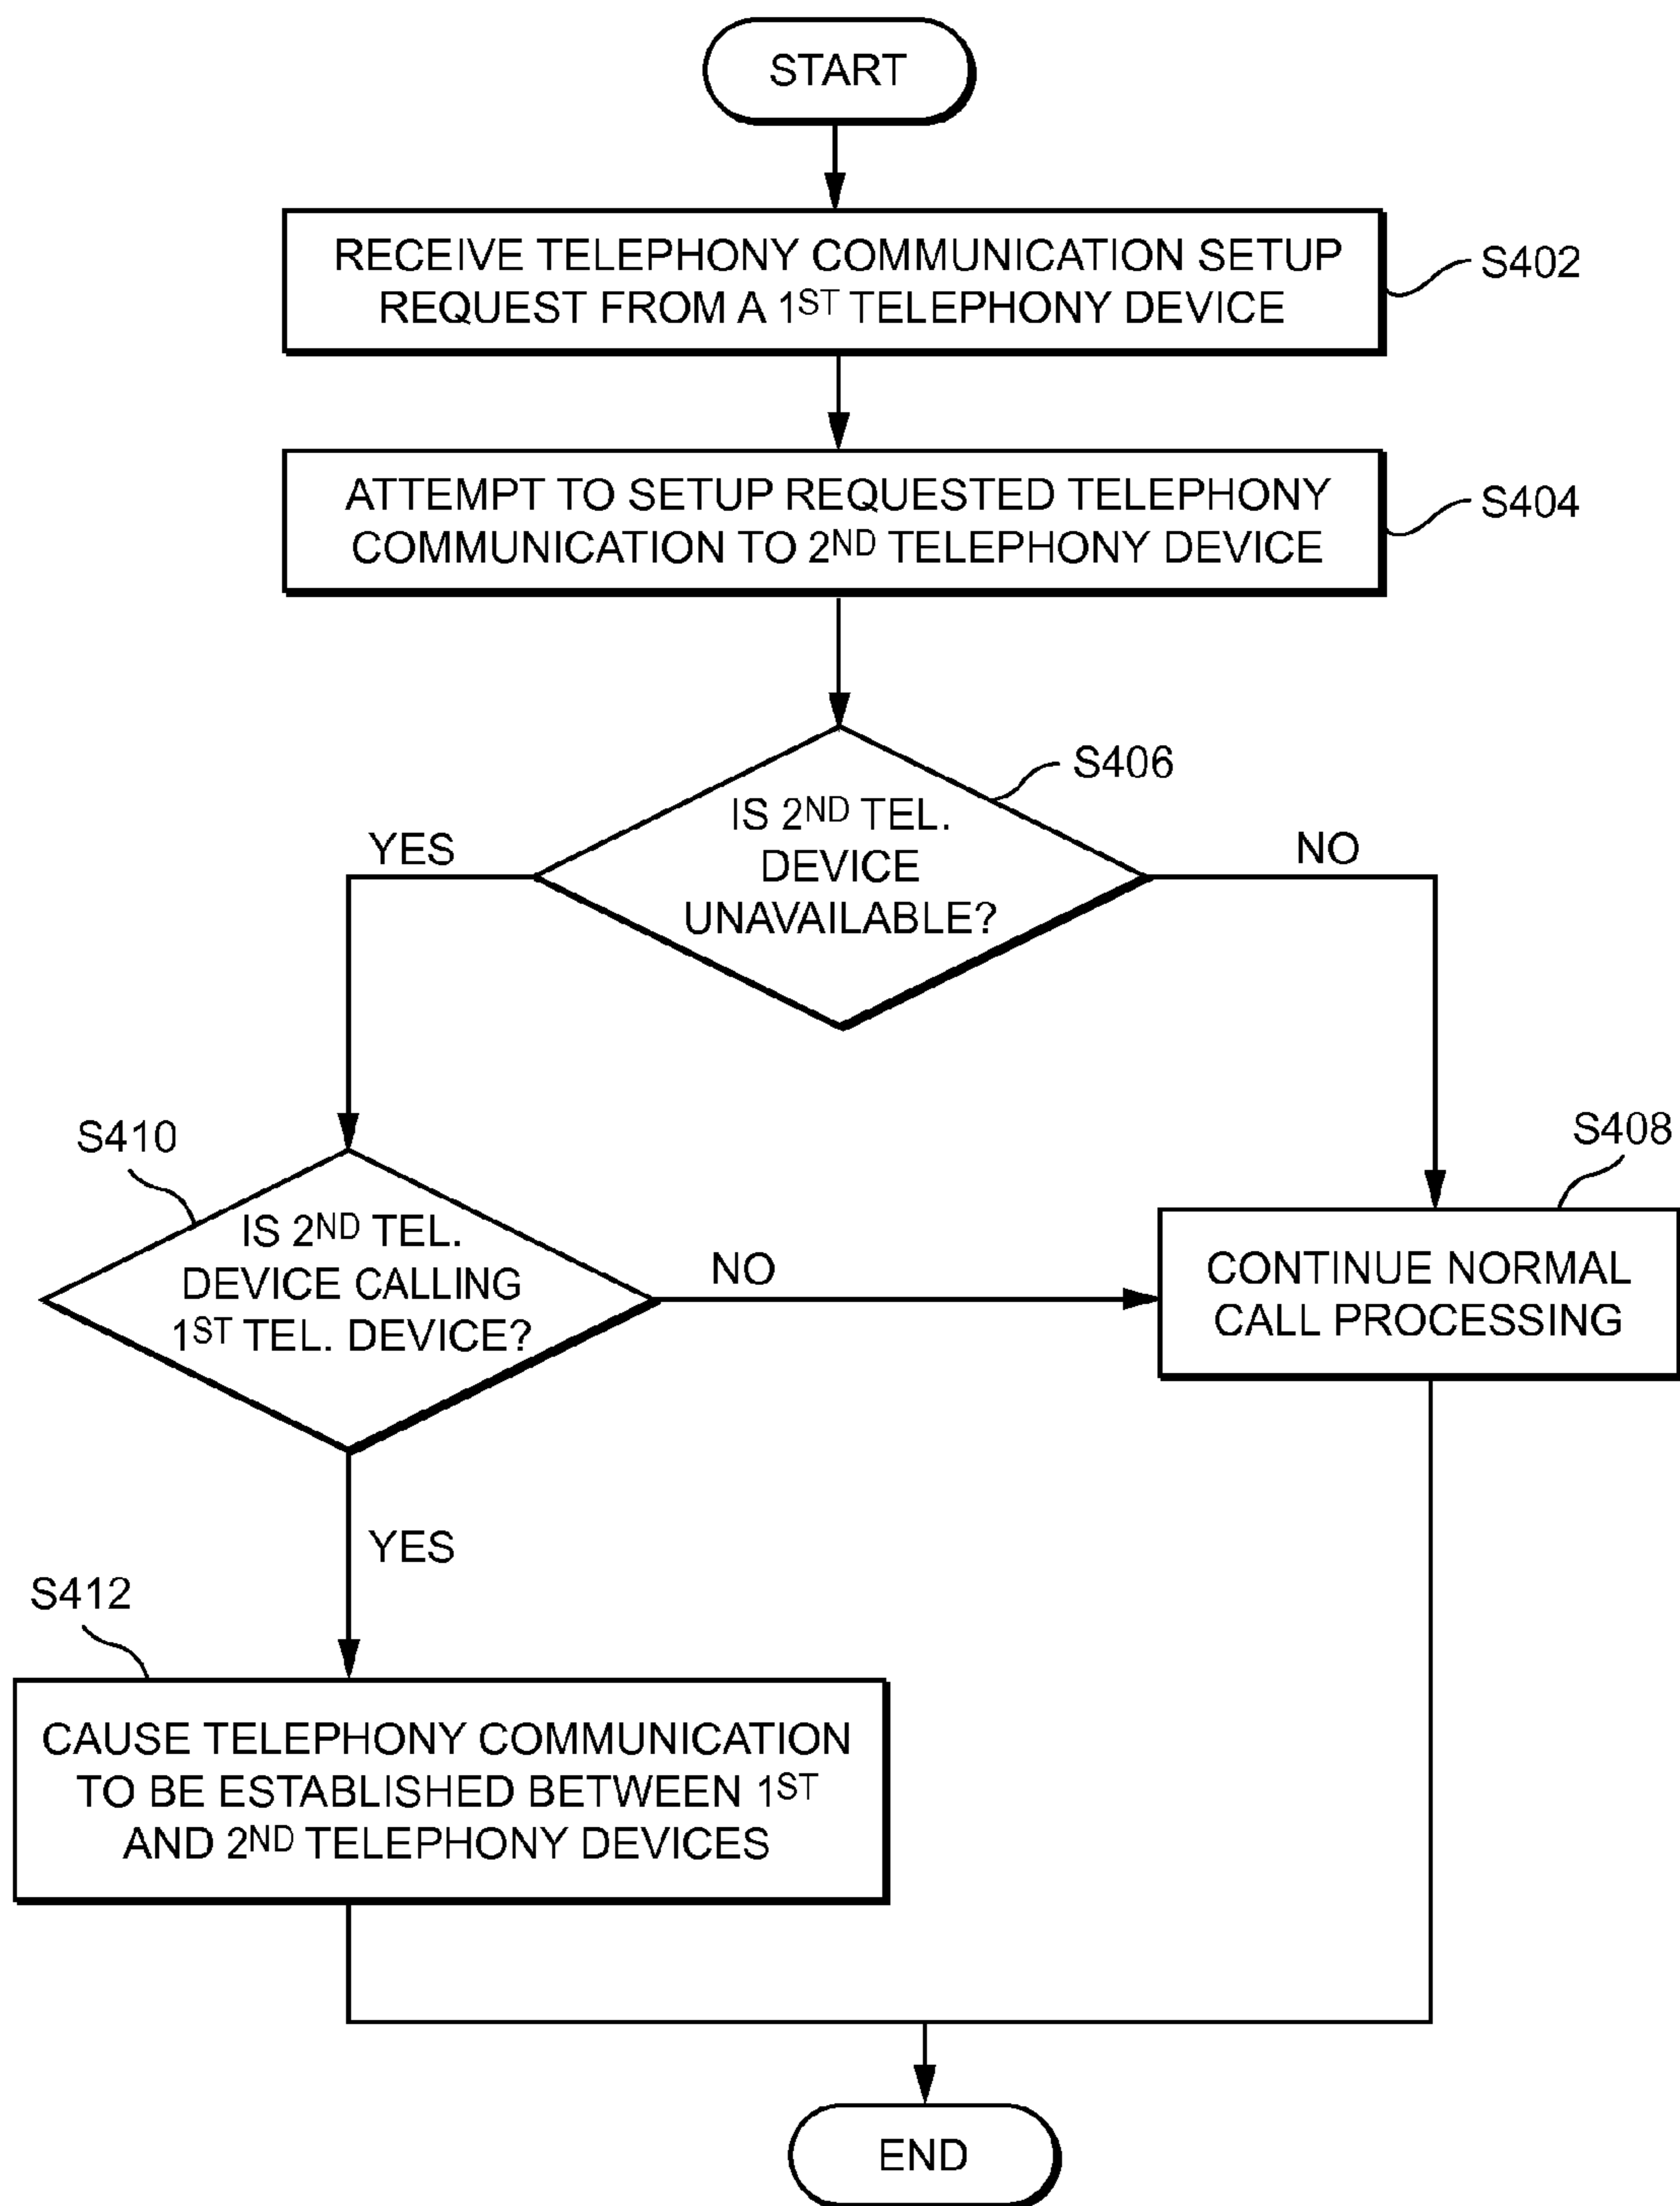 START
RECEIVE TELEPHONY COMMUNICATION SETUP
REQUEST FROM A 1ST TELEPHONY DEVICE
S402
ATTEMPT TO SETUP REQUESTED TELEPHONY
COMMUNICATION TO 2ND TELEPHONY DEVICE
S404
S406
IS 2ND TEL.
DEVICE
UNAVAILABLE?
YES
NO
S410
IS 2ND TEL.
DEVICE CALLING
1ST TEL. DEVICE?
NO
S408
CONTINUE NORMAL
CALL PROCESSING
YES
S412
CAUSE TELEPHONY COMMUNICATION
TO BE ESTABLISHED BETWEEN 1ST
AND 2ND TELEPHONY DEVICES
END